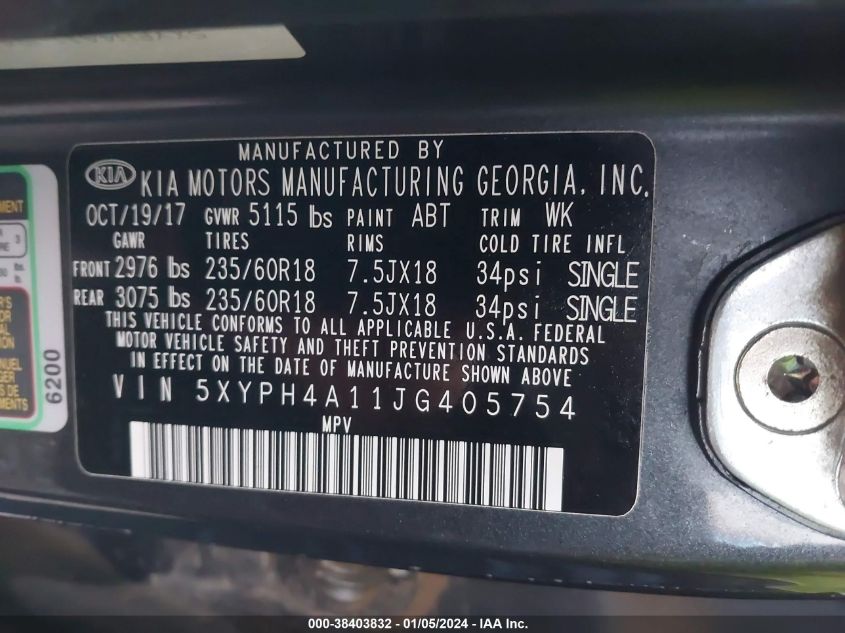 MANUFACTURED BY
KIA KIA MOTORS MANUFACTURING GEORGIA, INC.
OCT/19/17 GVWR 5115 lbs PAINT ABT TRIM WK
GAWR TIRES RIMS COLD TIRE INFL
FRONT 2976 lbs 235/60R18 7.5JX18 34psi SINGLE
REAR 3075 lbs 235/60R18 7.5JX18 34psi SINGLE
THIS VEHICLE CONFORMS TO ALL APPLICABLE U.S.A. FEDERAL
MOTOR VEHICLE SAFETY AND THEFT PREVENTION STANDARDS
IN EFFECT ON THE DATE OF MANUFACTURE SHOWN ABOVE
VIN 5XYPH4A11JG405754
MPV
6200
000-38403832 - 01/05/2024 - IAA Inc.